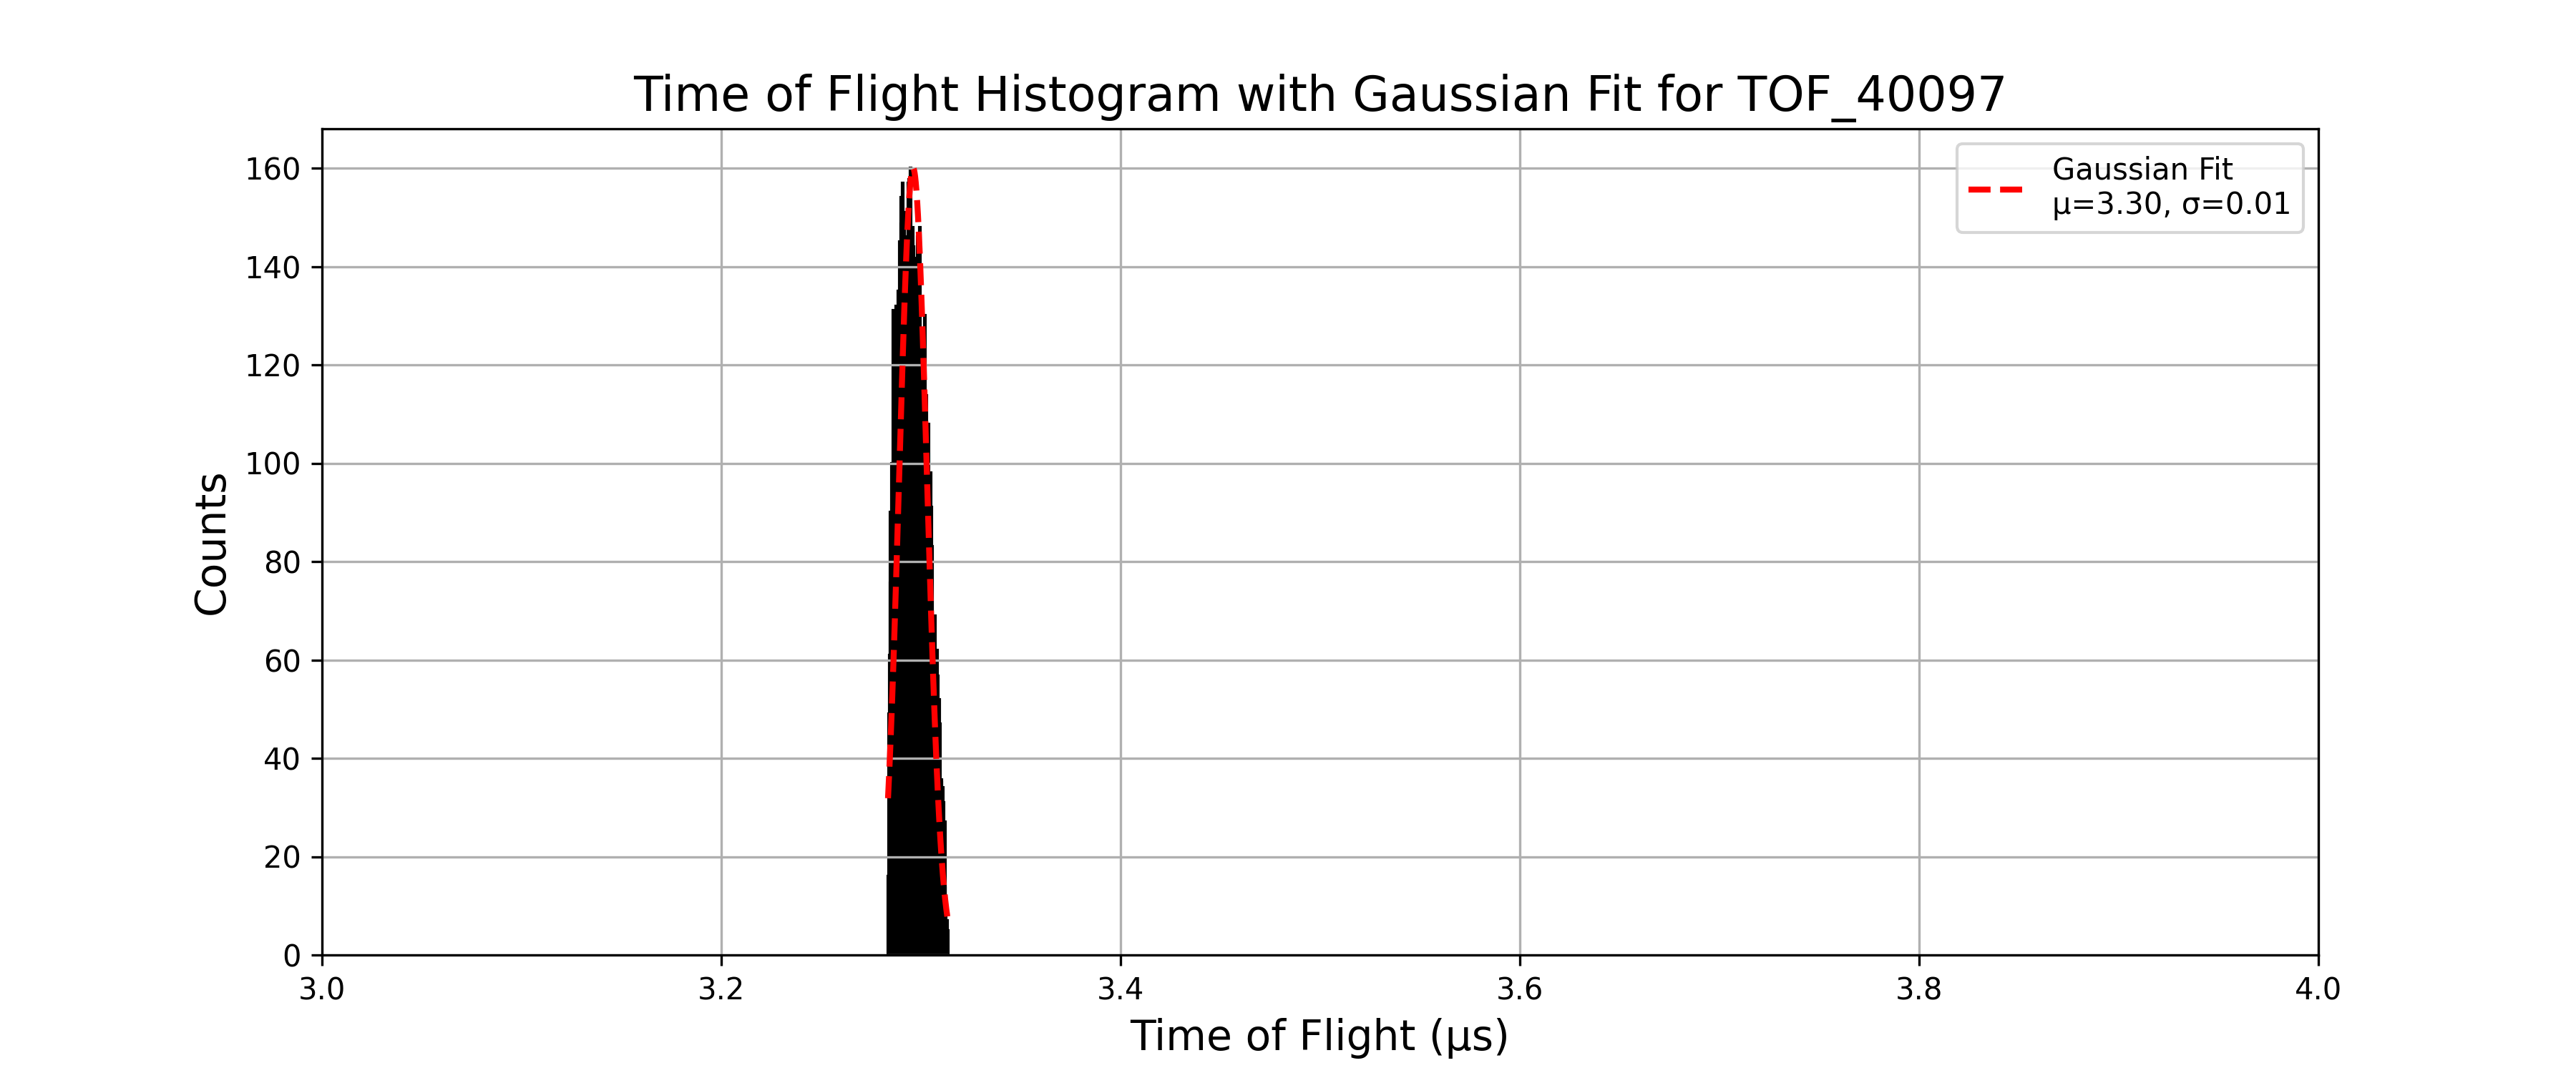 Time of Flight Histogram with Gaussian Fit for TOF_40097
Gaussian Fit
μ=3.30, σ=0.01
160
140
120
100
80
60
40
20
0
Counts
3.0 3.2 3.4 3.6 3.8 4.0
Time of Flight (μs)